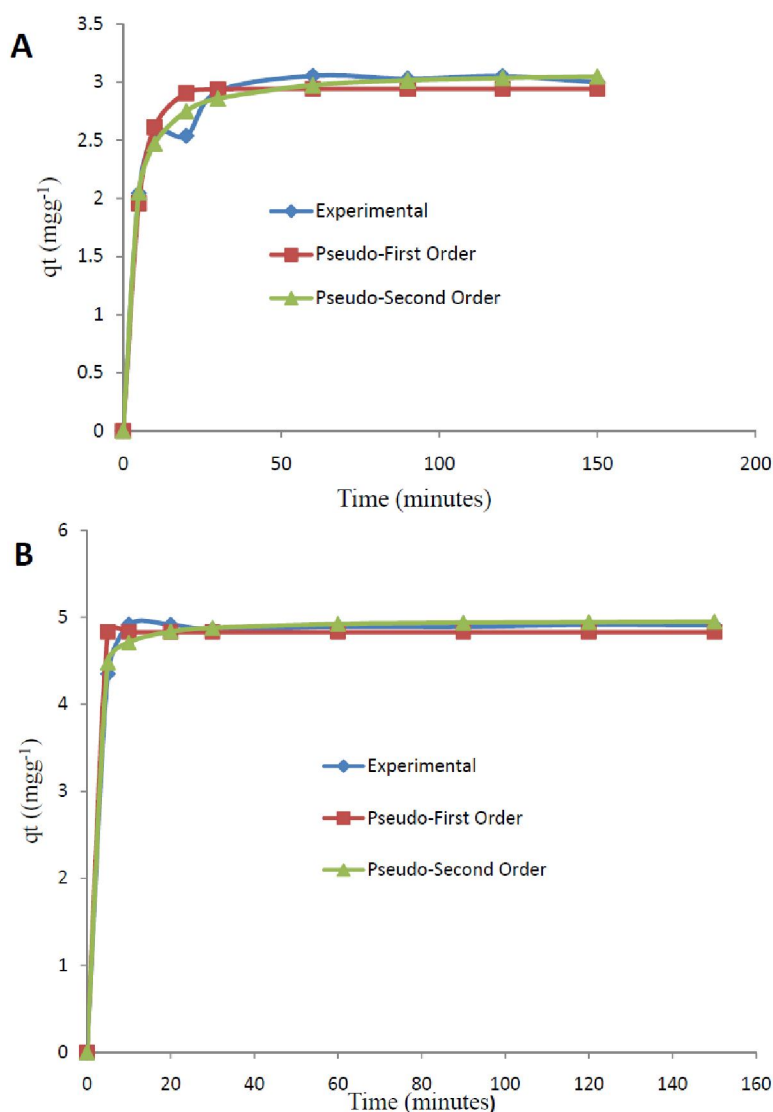 A
3.5
3
2.5
2
1.5
1
0.5
0
qt (mgg-1)
Experimental
Pseudo-First Order
Pseudo-Second Order
0 50 100 150 200
Time (minutes)
B
6
5
4
3
2
1
0
qt ((mgg-1)
Experimental
Pseudo-First Order
Pseudo-Second Order
0 20 40 60 80 100 120 140 160
Time (minutes)